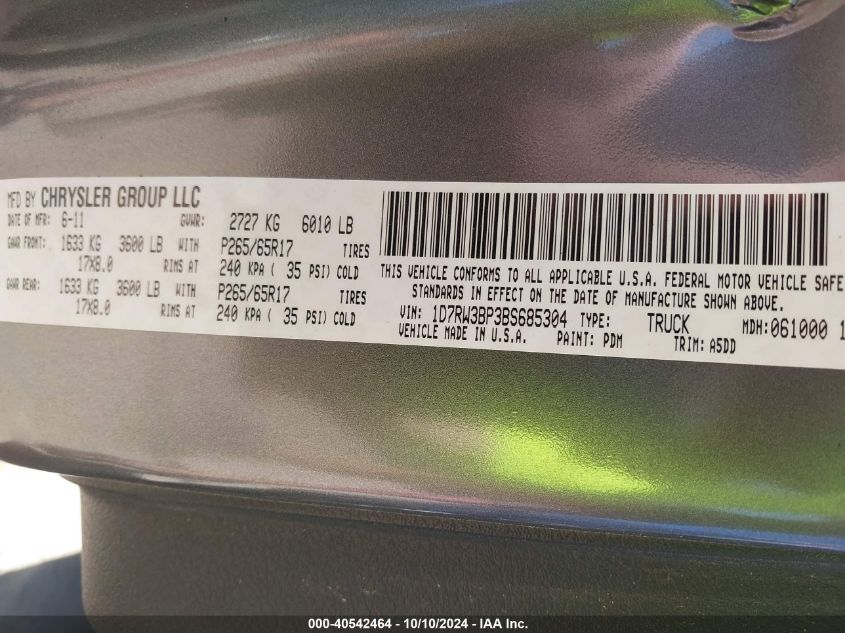 MFD BY CHRYSLER GROUP LLC
DATE OF MFR: 6-11 GVWR: 2727 KG 6010 LB
GAWR FRONT: 1633 KG 3600 LB WITH P265/65R17 TIRES
17X8.0 RIMS AT 240 KPA ( 35 PSI) COLD
GAWR REAR: 1633 KG 3600 LB WITH P265/65R17 TIRES
17X8.0 RIMS AT 240 KPA ( 35 PSI) COLD
THIS VEHICLE CONFORMS TO ALL APPLICABLE U.S.A. FEDERAL MOTOR VEHICLE SAFE
STANDARDS IN EFFECT ON THE DATE OF MANUFACTURE SHOWN ABOVE.
VIN: 1D7RW3BP3BS685304 TYPE: TRUCK MDH: 061000 1
VEHICLE MADE IN U.S.A. PAINT: PDM TRIM: A5DD
000-40542464 - 10/10/2024 - IAA Inc.